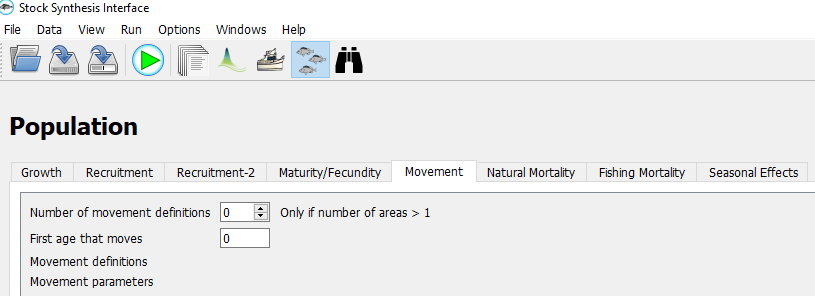 Stock Synthesis Interface
File Data View Run Options Windows Help
Population
Growth Recruitment Recruitment-2 Maturity/Fecundity Movement Natural Mortality Fishing Mortality Seasonal Effects
Number of movement definitions 0 Only if number of areas > 1
First age that moves 0
Movement definitions
Movement parameters